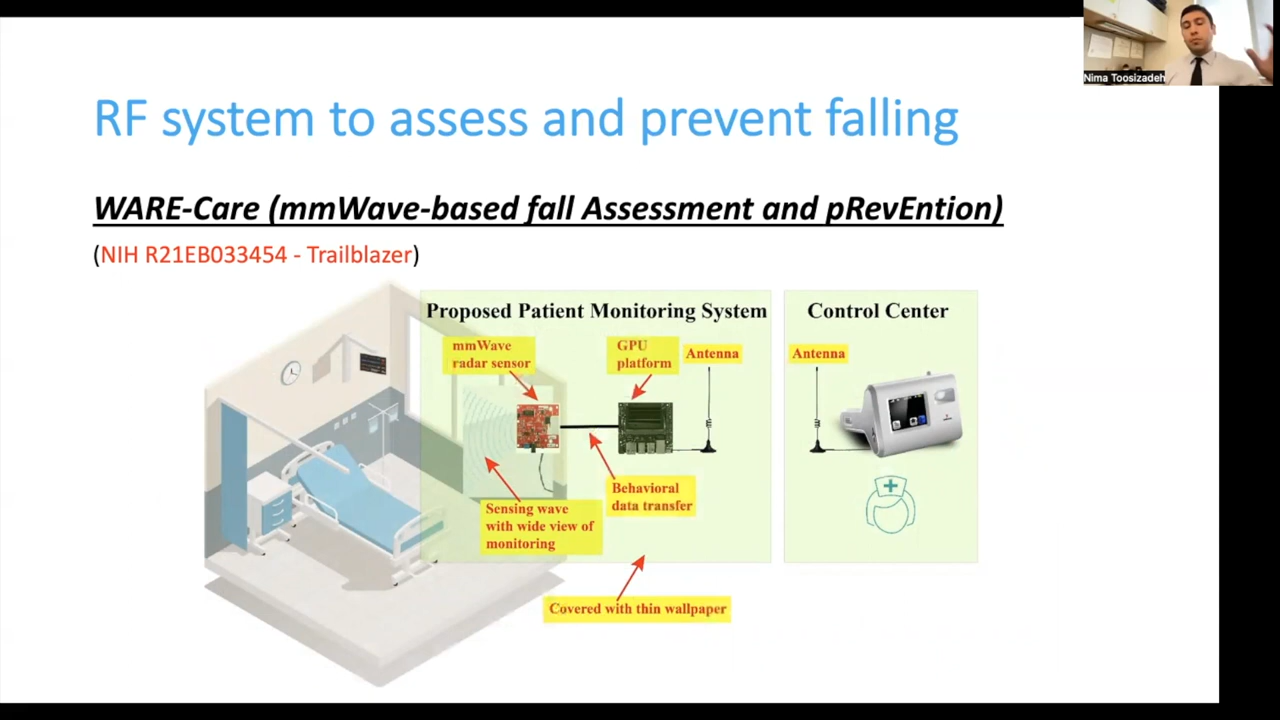 Nima Toosizadeh
RF system to assess and prevent falling
WARE-Care (mmWave-based fall Assessment and pRevEntion)
(NIH R21EB033454 - Trailblazer)
Proposed Patient Monitoring System
mmWave
radar sensor
GPU
platform
Antenna
Behavioral
data transfer
Sensing wave
with wide view of
monitoring
Covered with thin wallpaper
Control Center
Antenna